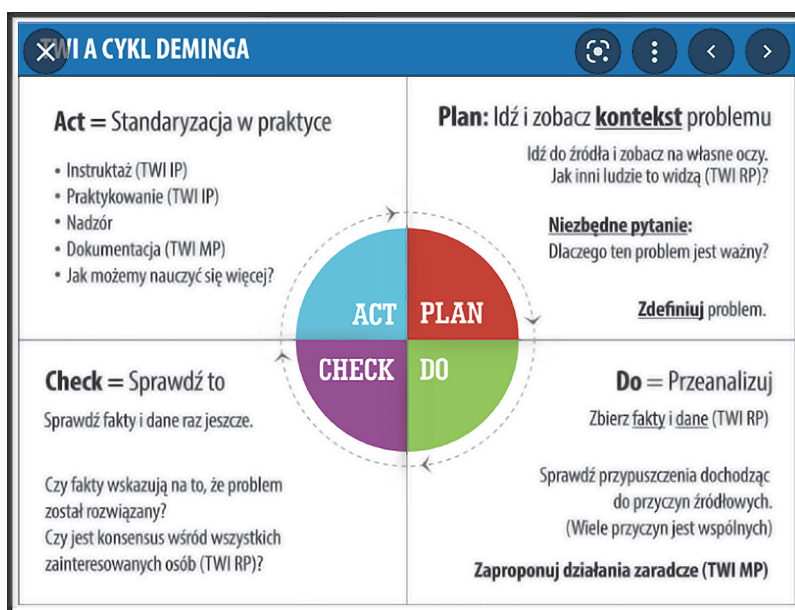 TWI A CYKL DEMINGA
Act = Standaryzacja w praktyce
• Instruktaż (TWI IP)
• Praktykowanie (TWI IP)
• Nadzór
• Dokumentacja (TWI MP)
• Jak możemy nauczyć się więcej?
Plan: Idź i zobacz kontekst problemu
Idź do źródła i zobacz na własne oczy.
Jak inni ludzie to widzą (TWI RP)?
Niezbędne pytanie:
Dlaczego ten problem jest ważny?
Zdefiniuj problem.
ACT
PLAN
CHECK
DO
Check = Sprawdź to
Sprawdź fakty i dane raz jeszcze.
Czy fakty wskazują na to, że problem
został rozwiązany?
Czy jest konsensus wśród wszystkich
zainteresowanych osób (TWI RP)?
Do = Przeanalizuj
Zbierz fakty i dane (TWI RP)
Sprawdź przypuszczenia dochodząc
do przyczyn źródłowych.
(Wiele przyczyn jest wspólnych)
Zaproponuj działania zaradcze (TWI MP)